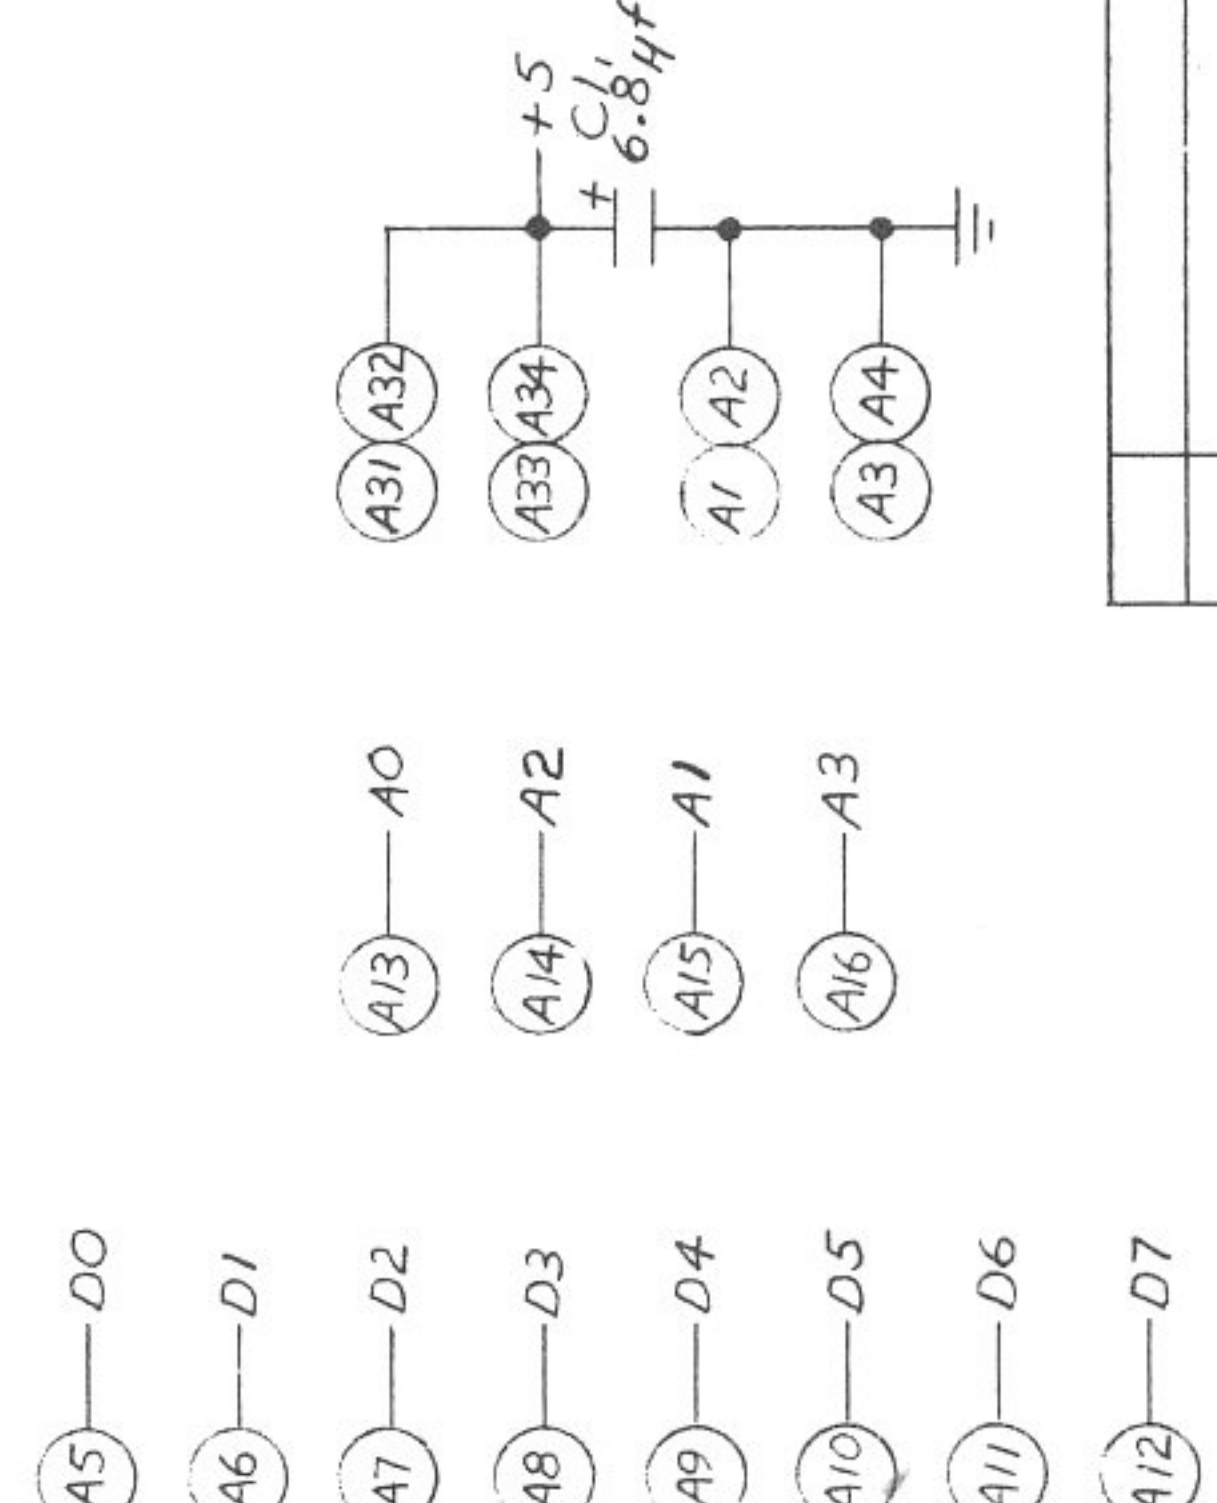 A5 D0
A6 D1
A7 D2
A8 D3
A9 D4
A10 D5
A11 D6
A12 D7
A13 A0
A14 A2
A15 A1
A16 A3
A31 A32
A33 A34 +5
+ C1
6.8µf
A1 A2
A3 A4